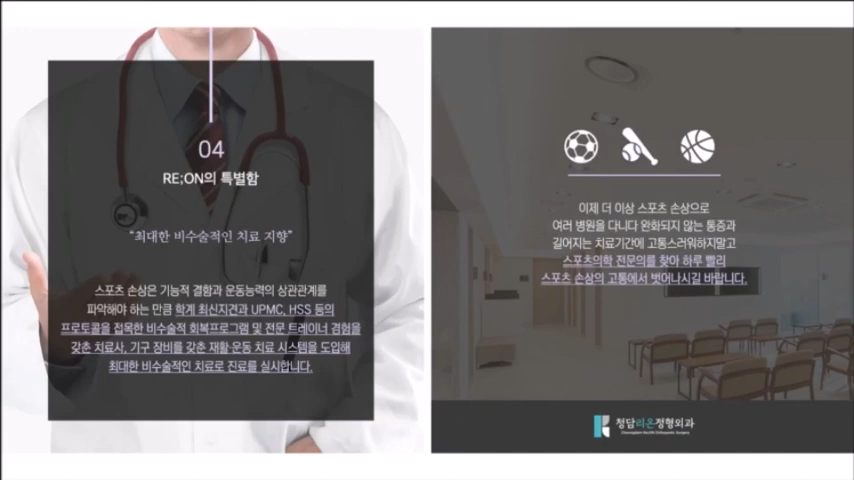 04
RE;ON의 특별함
“최대한 비수술적인 치료 지향”
스포츠 손상은 기능적 결함과 운동능력의 상관관계를
파악해야 하는 만큼 학계 최신지견과 UPMC, HSS 등의
프로토콜을 접목한 비수술적 회복프로그램 및 전문 트레이너 경험을
갖춘 치료사, 기구 장비를 갖춘 재활 운동 치료 시스템을 도입해
최대한 비수술적인 치료로 진료를 실시합니다.
이제 더 이상 스포츠 손상으로
여러 병원을 다니다 완화되지 않는 통증과
길어지는 치료기간에 고통스러워하지말고
스포츠의학 전문의를 찾아 하루 빨리
스포츠 손상의 고통에서 벗어나시길 바랍니다.
청담리온정형외과
Orthopedic Surgery